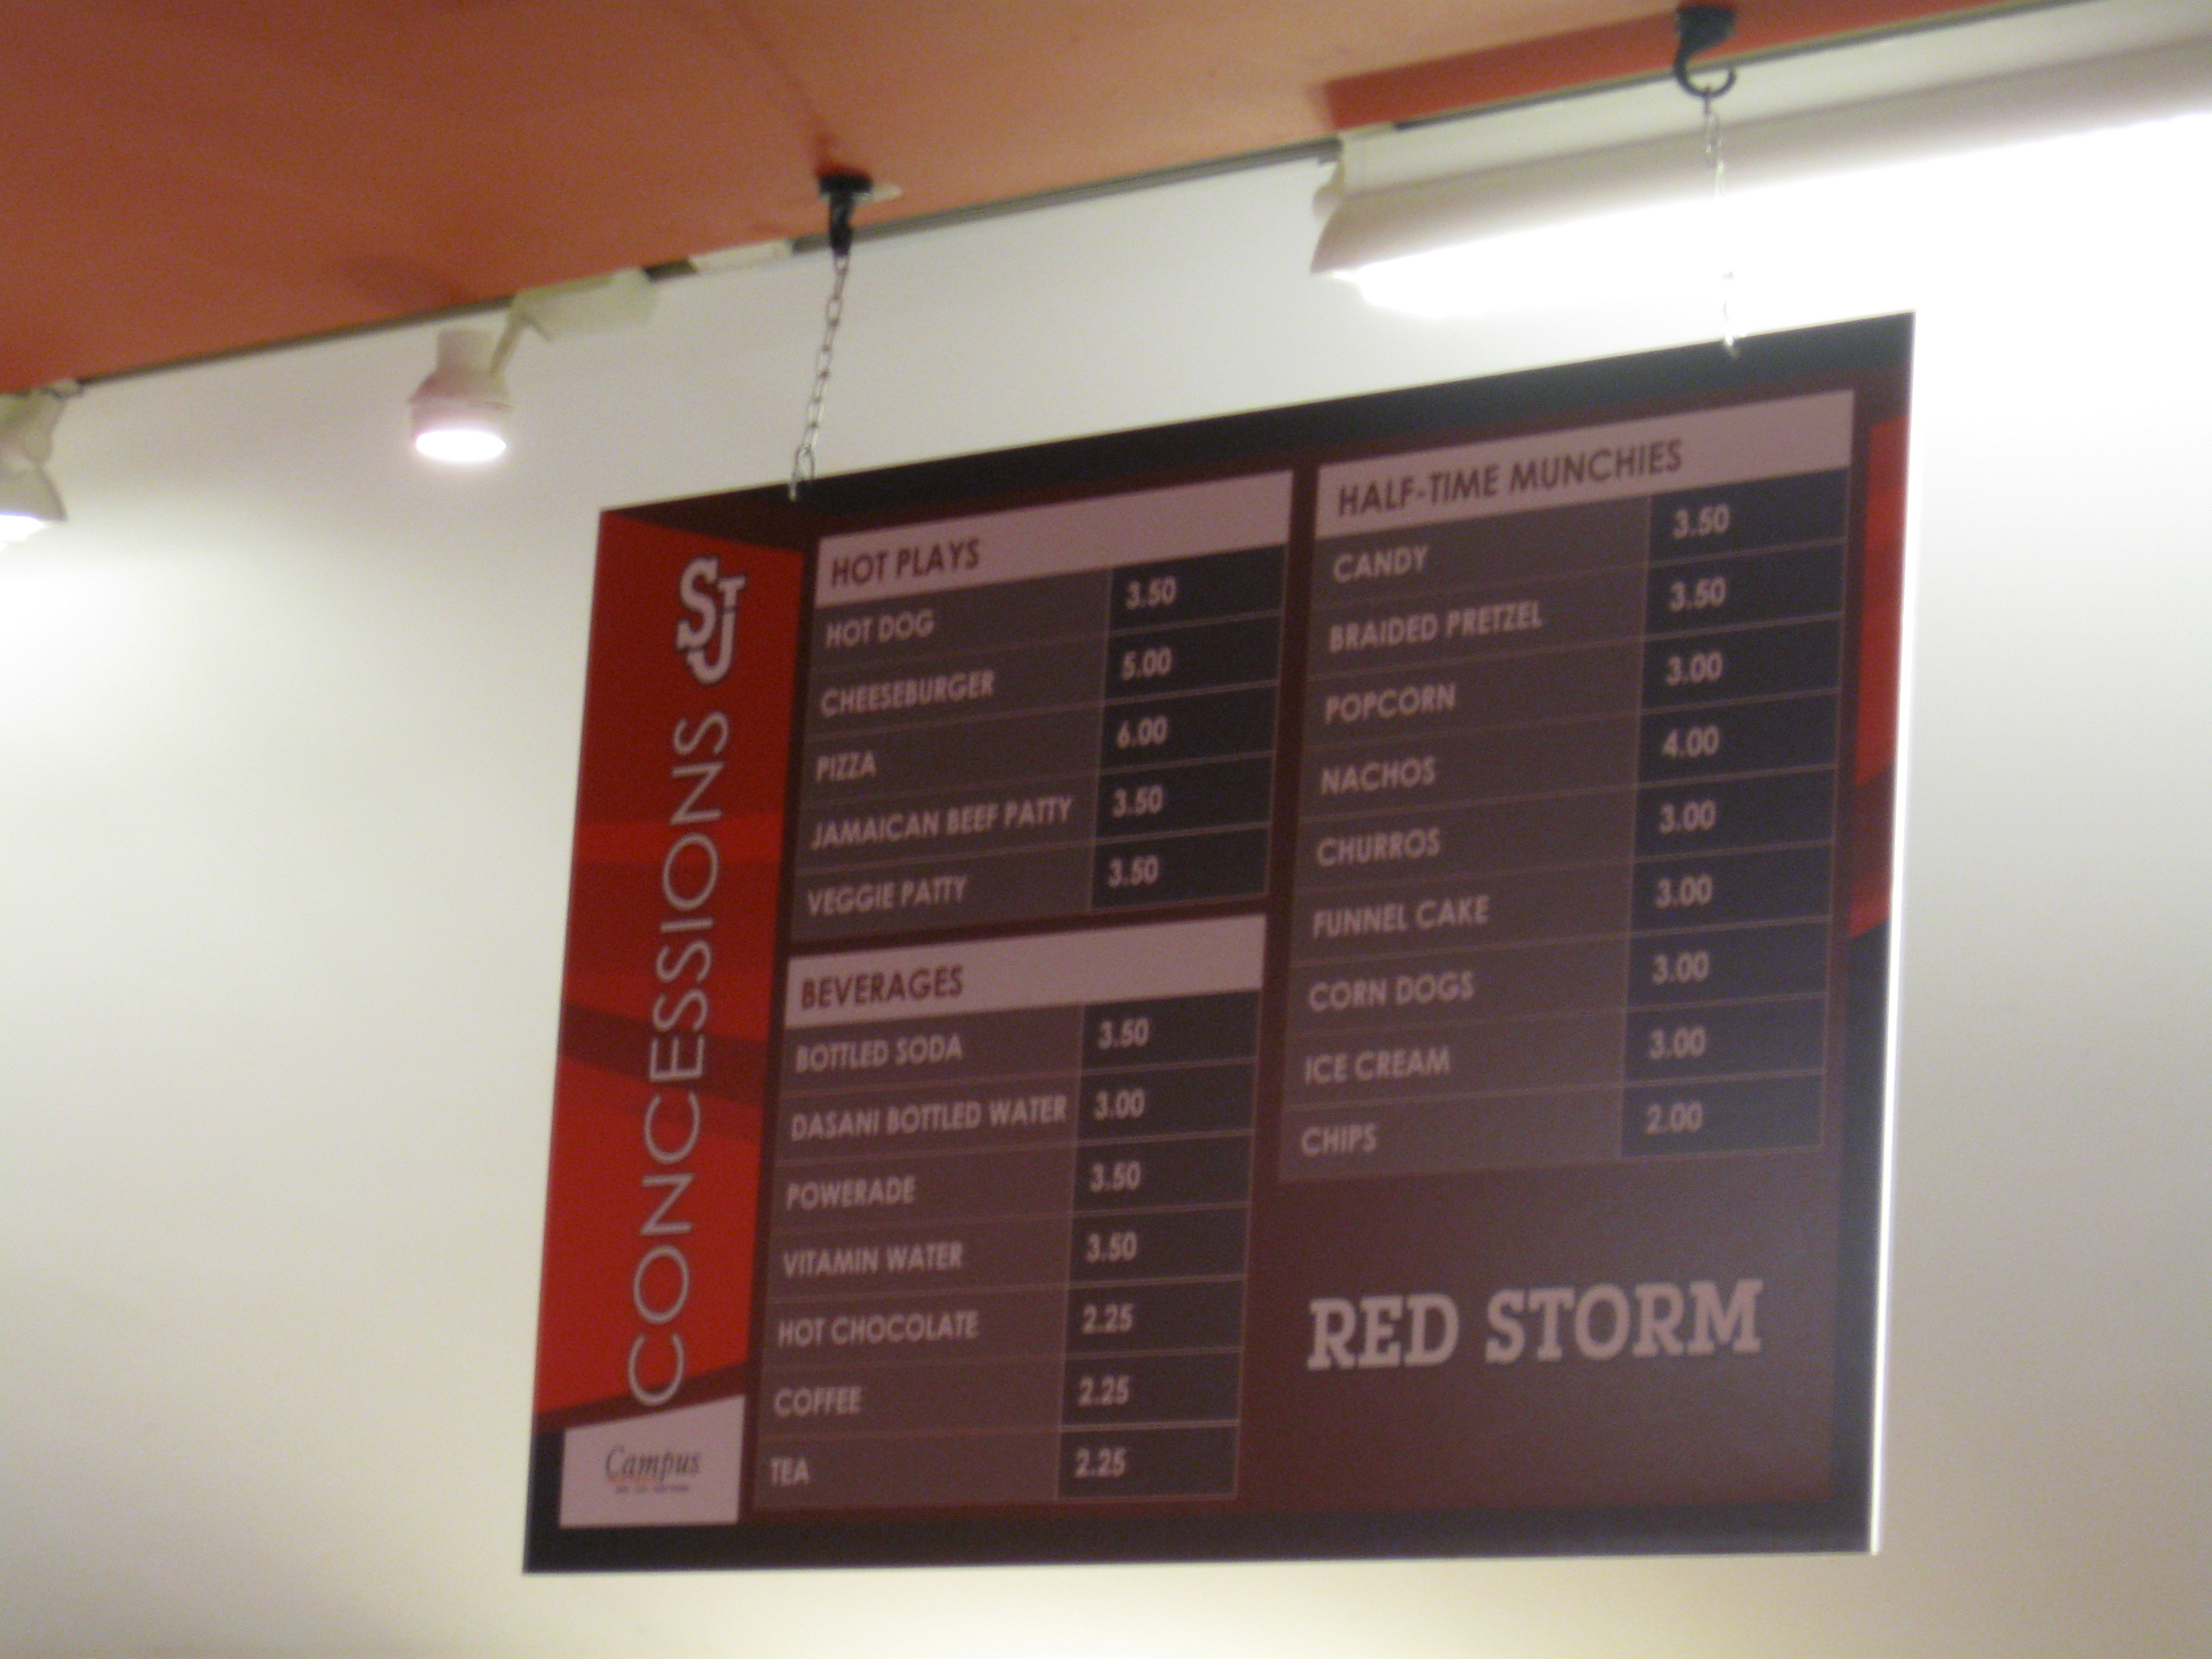 STJ
CONCESSIONS
HOT PLAYS
HOT DOG 3.50
CHEESEBURGER 5.00
PIZZA 6.00
JAMAICAN BEEF PATTY 3.50
VEGGIE PATTY 3.50
BEVERAGES
BOTTLED SODA 3.50
DASANI BOTTLED WATER 3.00
POWERADE 3.50
VITAMIN WATER 3.50
HOT CHOCOLATE 2.25
COFFEE 2.25
TEA 2.25
HALF-TIME MUNCHIES
CANDY 3.50
BRAIDED PRETZEL 3.50
POPCORN 3.00
NACHOS 4.00
CHURROS 3.00
FUNNEL CAKE 3.00
CORN DOGS 3.00
ICE CREAM 3.00
CHIPS 2.00
RED STORM
Campus